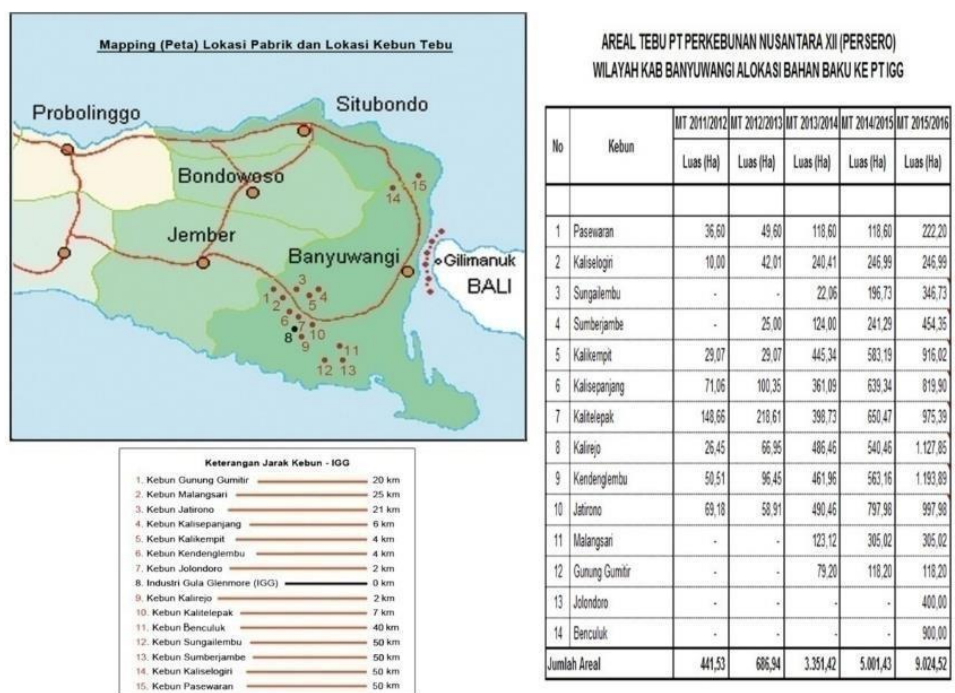 Mapping (Peta) Lokasi Pabrik dan Lokasi Kebun Tebu
Probolinggo
Situbondo
Bondowoso
Jember
Banyuwangi
Gilimanuk
BALI
14
15
1
2
3
4
5
6
7
8
9
10
11
12
13
Keterangan Jarak Kebun - IGG
1. Kebun Gunung Gumitir 20 km
2. Kebun Malangsari 25 km
3. Kebun Jatirono 21 km
4. Kebun Kalisepanjang 6 km
5. Kebun Kalikempit 4 km
6. Kebun Kendenglembu 4 km
7. Kebun Jolondoro 2 km
8. Industri Gula Glenmore (IGG) 0 km
9. Kebun Kalirejo 2 km
10. Kebun Kalitelepak 7 km
11. Kebun Benculuk 40 km
12. Kebun Sungailembu 50 km
13. Kebun Sumberjambe 50 km
14. Kebun Kaliselogiri 50 km
15. Kebun Pasewaran 50 km
AREAL TEBU PT PERKEBUNAN NUSANTARA XII (PERSERO)
WILAYAH KAB BANYUWANGI ALOKASI BAHAN BAKU KE PT IGG
No Kebun MT 2011/2012 MT 2012/2013 MT 2013/2014 MT 2014/2015 MT 2015/2016
Luas (Ha) Luas (Ha) Luas (Ha) Luas (Ha) Luas (Ha)
1 Pasewaran 36,60 49,60 118,60 118,60 222,20
2 Kaliselogiri 10,00 42,01 240,41 246,99 246,99
3 Sungailembu - - 22,06 196,73 346,73
4 Sumberjambe - 25,00 124,00 241,29 454,35
5 Kalikempit 29,07 29,07 445,34 583,19 916,02
6 Kalisepanjang 71,06 100,35 361,09 639,34 819,90
7 Kalitelepak 148,66 218,61 398,73 650,47 975,39
8 Kalirejo 26,45 66,95 486,46 540,46 1.127,85
9 Kendenglembu 50,51 96,45 461,96 563,16 1.193,89
10 Jatirono 69,18 58,91 490,46 797,98 997,98
11 Malangsari - - 123,12 305,02 305,02
12 Gunung Gumitir - - 79,20 118,20 118,20
13 Jolondoro - - - - 400,00
14 Benculuk - - - - 900,00
Jumlah Areal 441,53 686,94 3.351,42 5.001,43 9.024,52